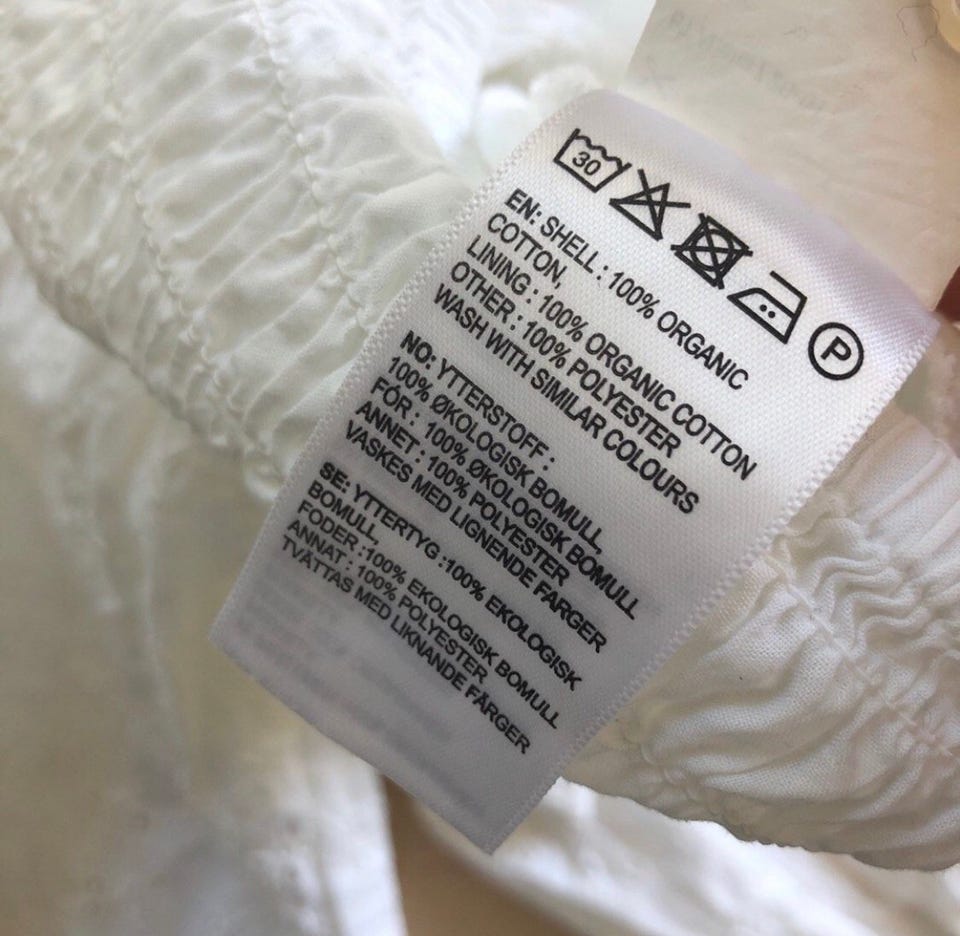 30
P
EN: SHELL : 100% ORGANIC
COTTON,
LINING : 100% ORGANIC COTTON
OTHER : 100% POLYESTER
WASH WITH SIMILAR COLOURS
NO: YTTERSTOFF :
100% ØKOLOGISK BOMULL
FÓR : 100% ØKOLOGISK BOMULL
ANNET : 100% POLYESTER
VASKES MED LIGNENDE FARGER
SE: YTTERTYG :100% EKOLOGISK
BOMULL
FODER :100% EKOLOGISK BOMULL
ANNAT : 100% POLYESTER
TVÄTTAS MED LIKNANDE FÄRGER